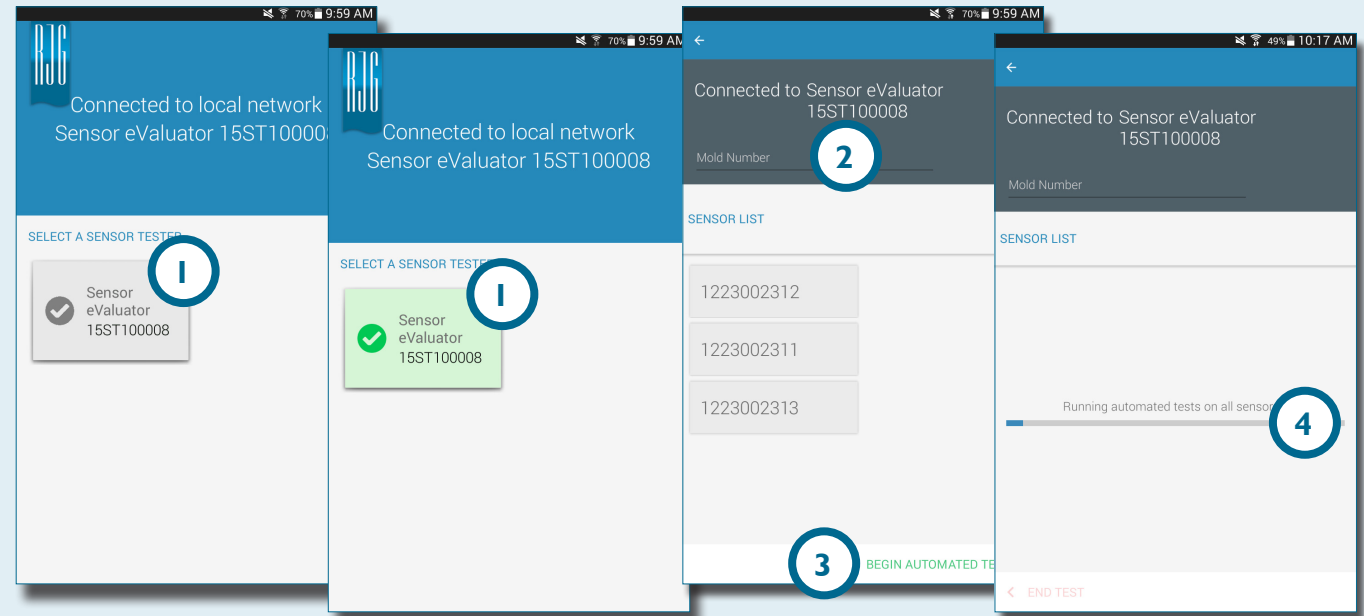 70% 9:59 AM
RJG
Connected to local network
Sensor eValuator 15ST10000
SELECT A SENSOR TESTER
1
Sensor
eValuator
15ST100008
70% 9:59 AM
RJG
Connected to local network
Sensor eValuator 15ST100008
SELECT A SENSOR TESTER
1
Sensor
eValuator
15ST100008
70% 9:59 AM
Connected to Sensor eValuator
15ST100008
Mold Number
2
SENSOR LIST
1223002312
1223002311
1223002313
3
BEGIN AUTOMATED TE
49% 10:17 AM
Connected to Sensor eValuator
15ST100008
Mold Number
SENSOR LIST
Running automated tests on all sensor
4
END TEST